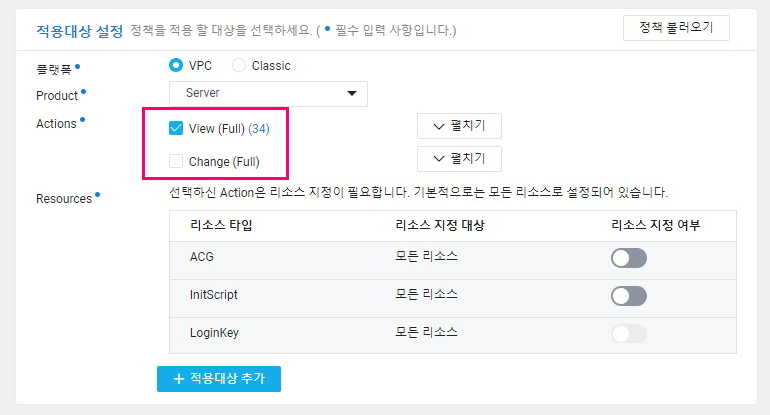 적용대상 설정 정책을 적용 할 대상을 선택하세요. ( • 필수 입력 사항입니다.) 정책 불러오기
플랫폼• VPC Classic
Product• Server
Actions• View (Full) (34) 펼치기
Change (Full) 펼치기
Resources• 선택하신 Action은 리소스 지정이 필요합니다. 기본적으로는 모든 리소스로 설정되어 있습니다.
리소스 타입 리소스 지정 대상 리소스 지정 여부
ACG 모든 리소스
InitScript 모든 리소스
LoginKey 모든 리소스
+ 적용대상 추가